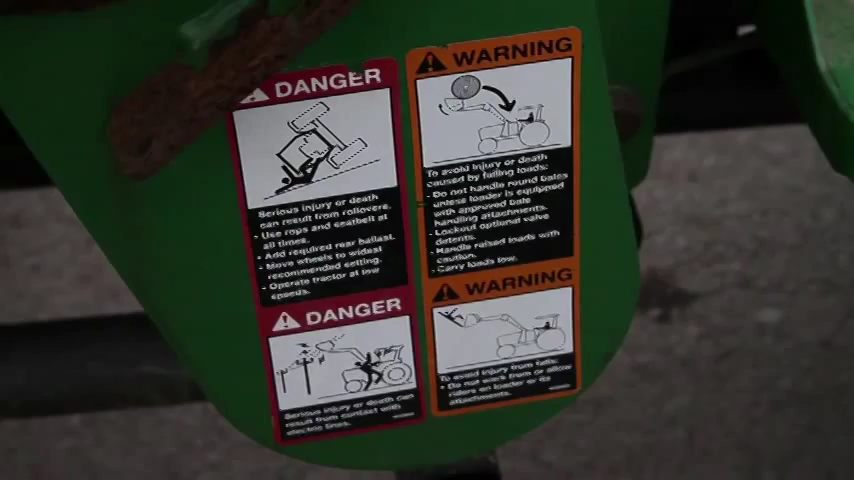 DANGER
Serious injury or death
can result from rollovers.
- Use rops and seatbelt at
all times.
- Add required rear ballast.
- Move wheels to widest
recommended setting.
- Operate tractor at low
speeds.
DANGER
Serious injury or death can
result from contact with
electric lines.
WARNING
To avoid injury or death
caused by falling loads:
- Do not handle round bales
unless loader is equipped
with approved bale
handling attachments.
- Lockout optional valve
detents.
- Handle raised loads with
caution.
- Carry loads low.
WARNING
To avoid injury from falls:
- Do not work from or allow
riders on loader or its
attachments.